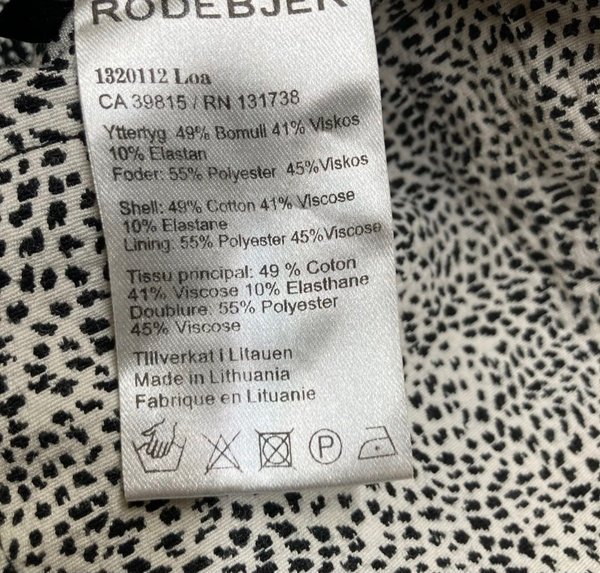 RODEBJER
1320112 Loa
CA 39815 / RN 131738
Yttertyg: 49% Bomull 41% Viskos
10% Elastan
Foder: 55% Polyester 45%Viskos
Shell: 49% Cotton 41% Viscose
10% Elastane
Lining: 55% Polyester 45%Viscose
Tissu principal: 49 % Coton
41% Viscose 10% Elasthane
Doublure: 55% Polyester
45% Viscose
Tillverkat i Litauen
Made in Lithuania
Fabrique en Lituanie
P